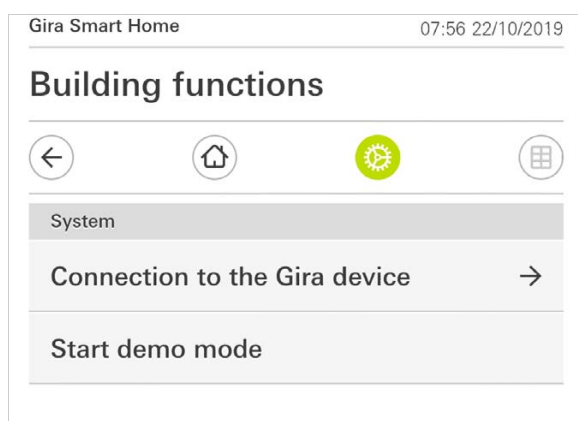 Gira Smart Home 07:56 22/10/2019
Building functions
System
Connection to the Gira device
Start demo mode